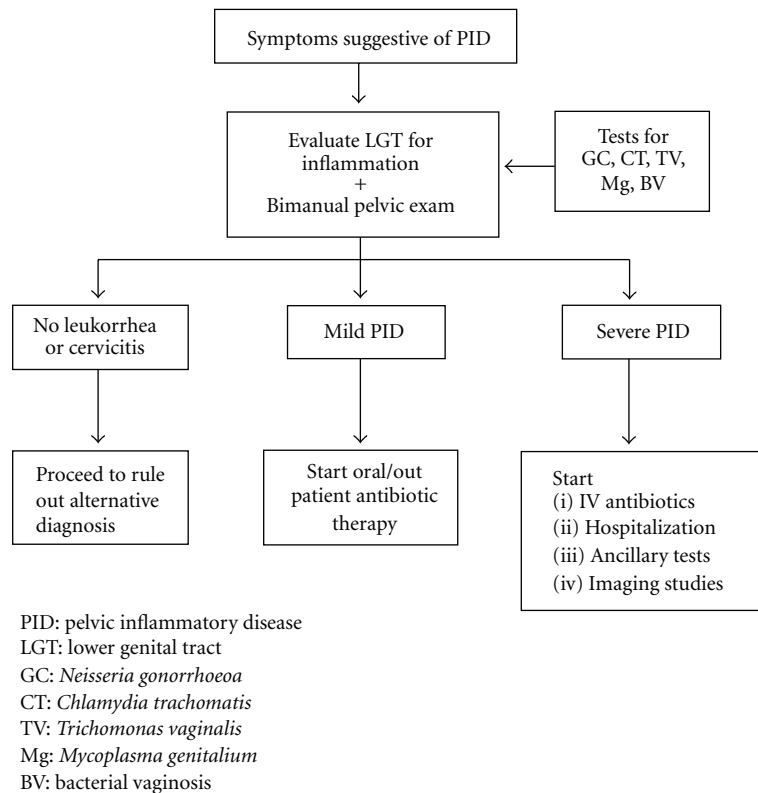 Symptoms suggestive of PID
Evaluate LGT for
inflammation
+
Bimanual pelvic exam
Tests for
GC, CT, TV,
Mg, BV
No leukorrhea
or cervicitis
Mild PID
Severe PID
Proceed to rule
out alternative
diagnosis
Start oral/out
patient antibiotic
therapy
Start
(i) IV antibiotics
(ii) Hospitalization
(iii) Ancillary tests
(iv) Imaging studies
PID: pelvic inflammatory disease
LGT: lower genital tract
GC: Neisseria gonorrhoeoa
CT: Chlamydia trachomatis
TV: Trichomonas vaginalis
Mg: Mycoplasma genitalium
BV: bacterial vaginosis